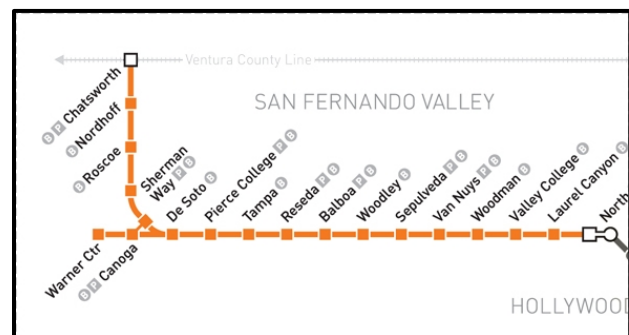 Ventura County Line
SAN FERNANDO VALLEY
B P Chatsworth
B Nordhoff
B Roscoe
Sherman
Way P B
De Soto B
Pierce College P B
Tampa B
Reseda P B
Balboa P B
Woodley B
Sepulveda P B
Van Nuys P B
Woodman B
Valley College B
Laurel Canyon B
North
Warner Ctr
B P Canoga
HOLLYWOOD